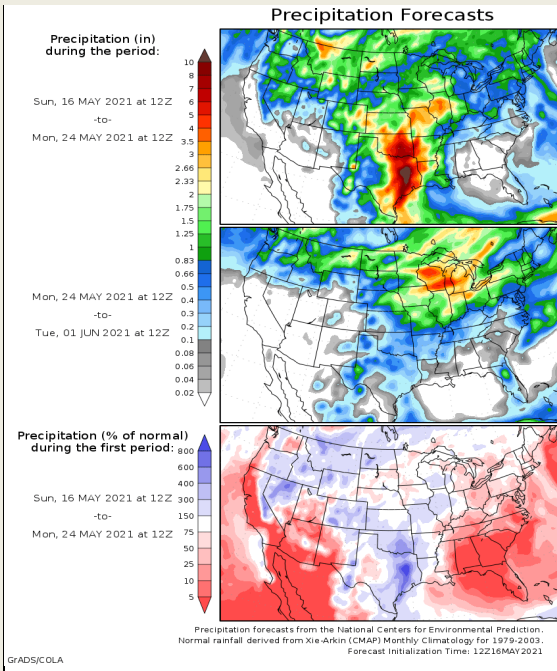 Precipitation Forecasts
Precipitation (in)
during the period:
Sun, 16 MAY 2021 at 12Z
-to-
Mon, 24 MAY 2021 at 12Z
10
8
7
6
5
4
3.5
3
2.66
2.33
2
1.75
1.5
1.25
1
0.83
0.66
0.5
0.4
0.3
0.2
0.1
0.08
0.06
0.04
0.02
Mon, 24 MAY 2021 at 12Z
-to-
Tue, 01 JUN 2021 at 12Z
Precipitation (% of normal)
during the first period:
Sun, 16 MAY 2021 at 12Z
-to-
Mon, 24 MAY 2021 at 12Z
800
600
400
300
150
75
50
25
10
5
Precipitation forecasts from the National Centers for Environmental Prediction.
Normal rainfall derived from Xie-Arkin (CMAP) Monthly Climatology for 1979-2003.
Forecast Initialization Time: 12Z16MAY2021
GrADS/COLA